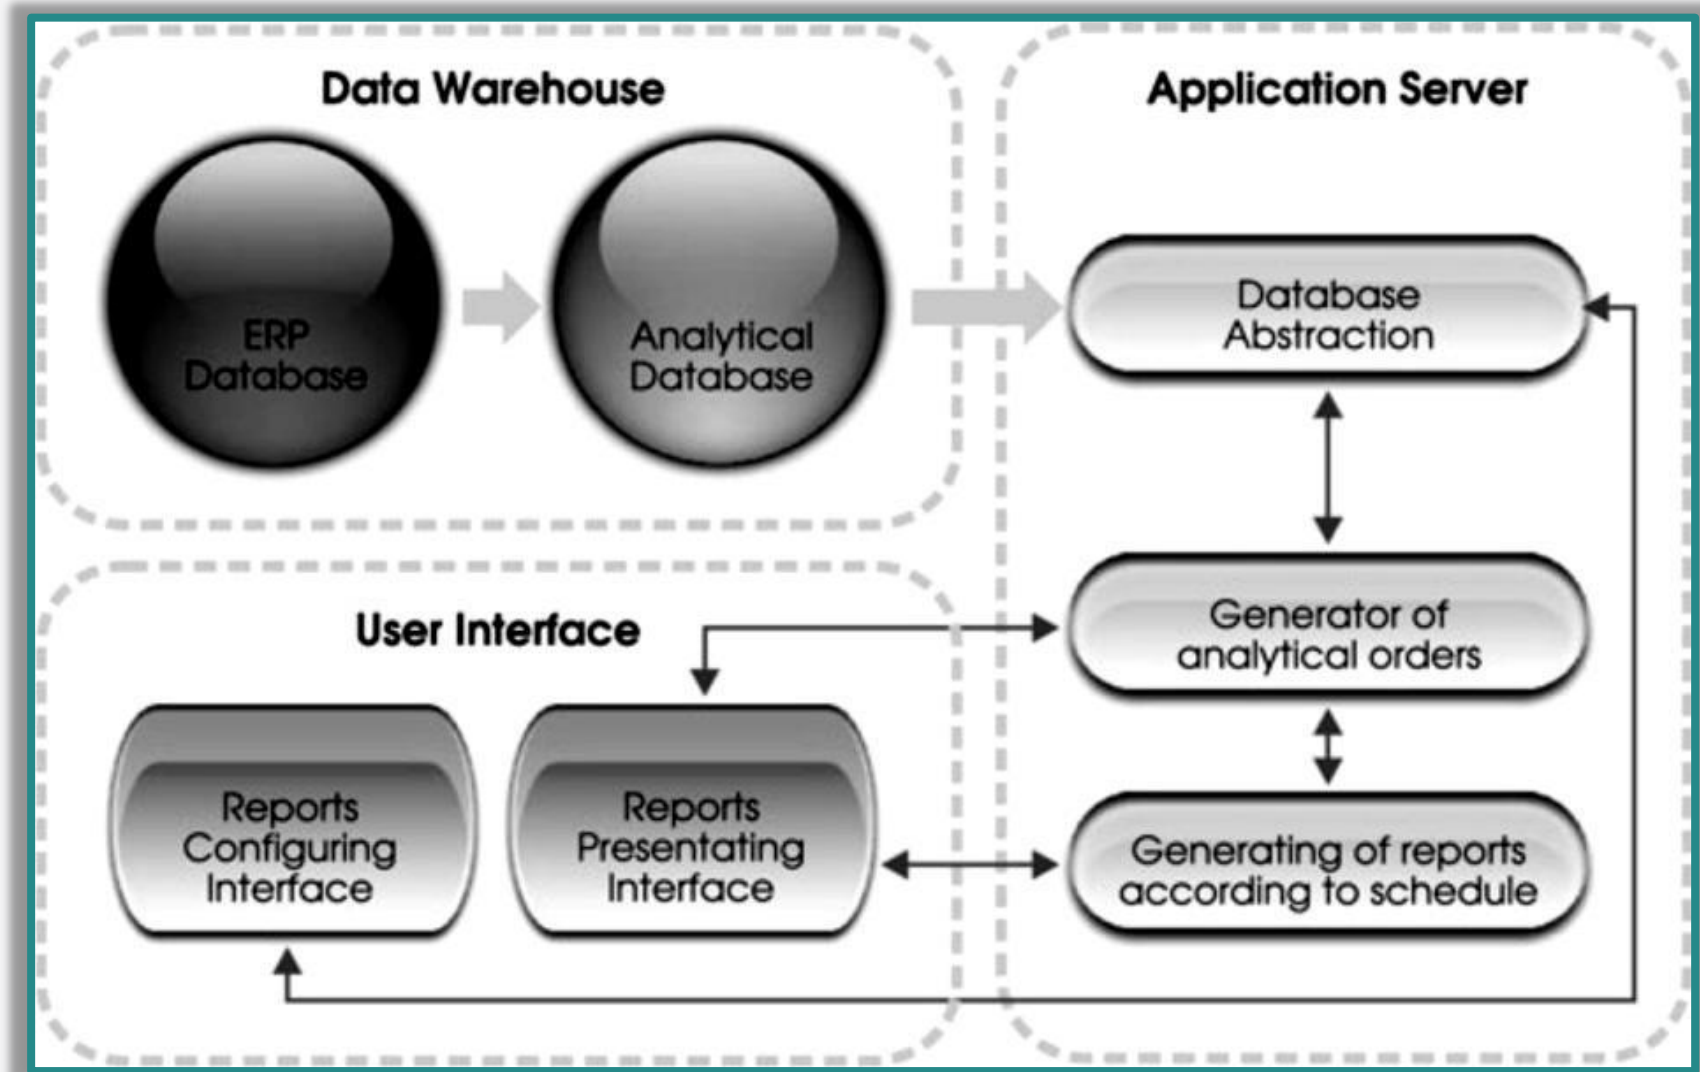 Data Warehouse
ERP
Database
Analytical
Database
Application Server
Database
Abstraction
Generator of
analytical orders
Generating of reports
according to schedule
User Interface
Reports
Configuring
Interface
Reports
Presentating
Interface